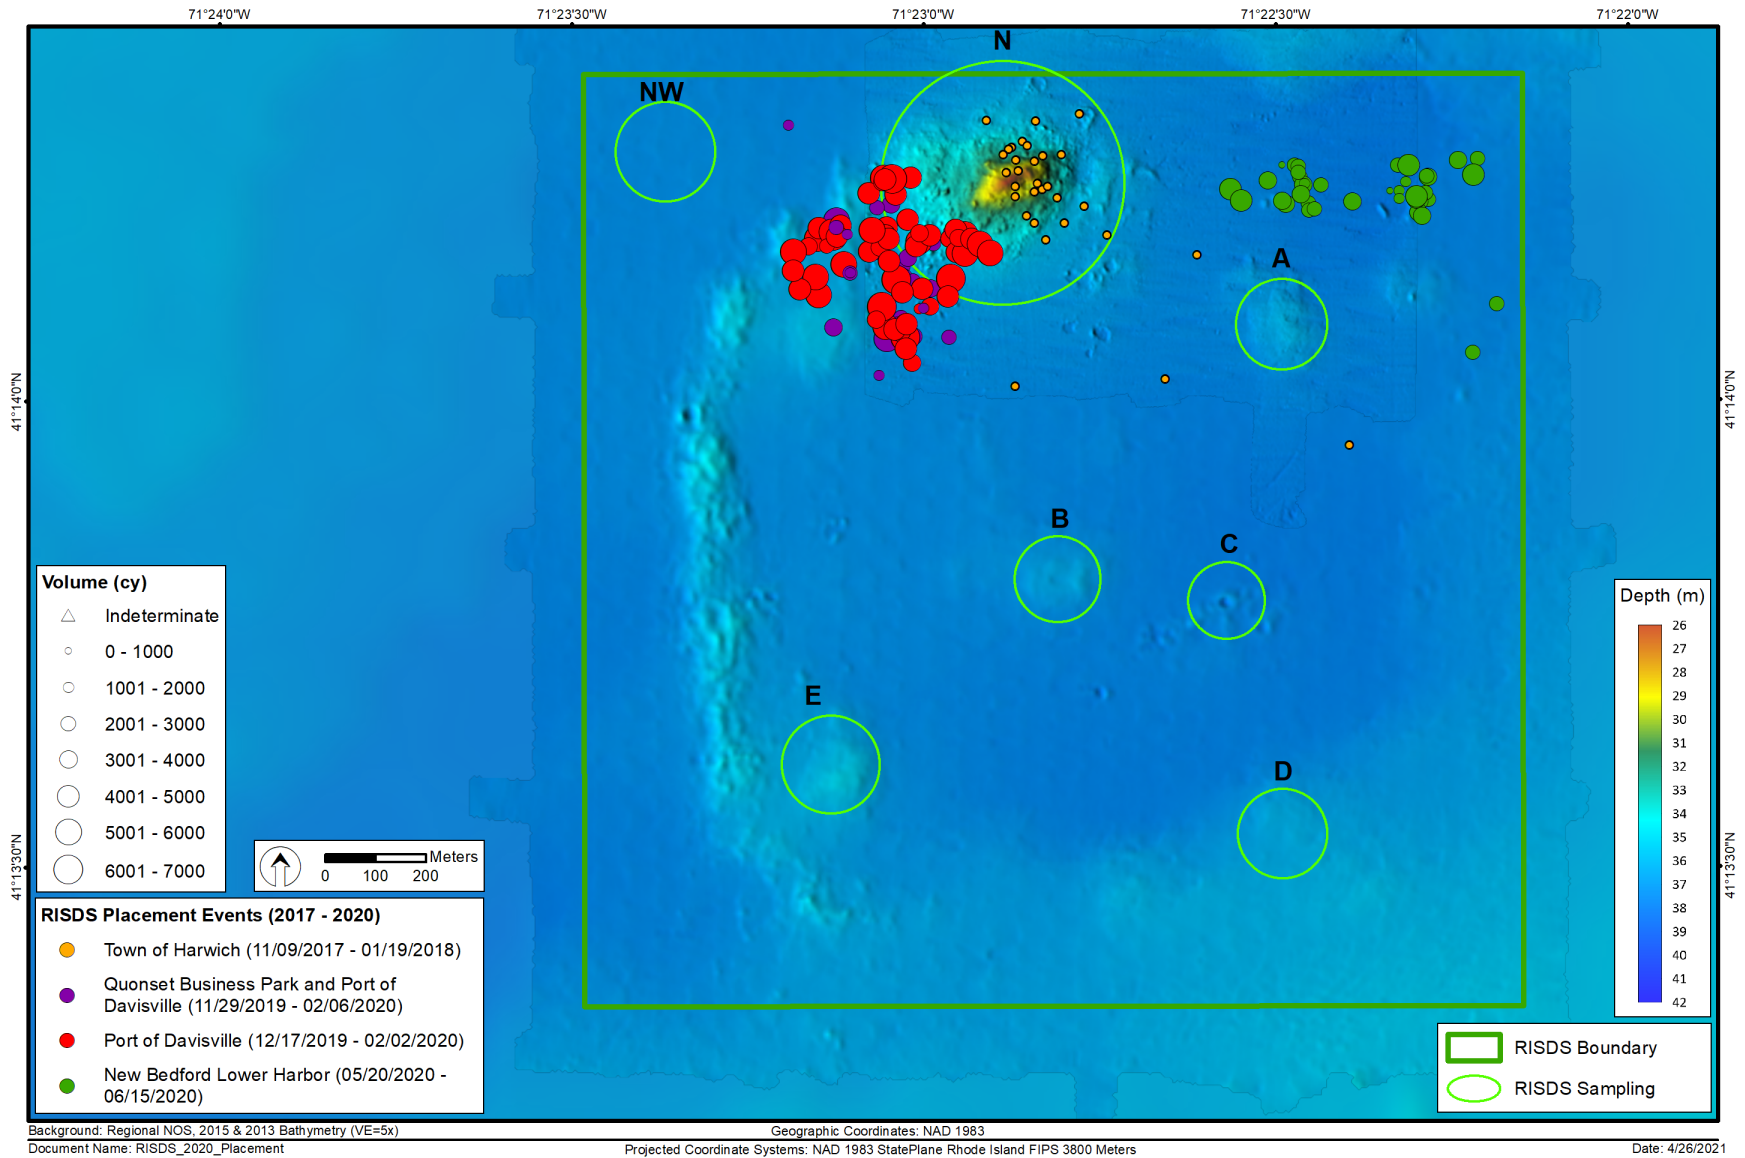 71°24'0"W
71°23'30"W
71°23'0"W
71°22'30"W
71°22'0"W
N
NW
A
41°14'0"N
41°14'0"N
B
C
E
D
41°13'30"N
41°13'30"N
Volume (cy)
Indeterminate
0 - 1000
1001 - 2000
2001 - 3000
3001 - 4000
4001 - 5000
5001 - 6000
6001 - 7000
Meters
0 100 200
RISDS Placement Events (2017 - 2020)
Town of Harwich (11/09/2017 - 01/19/2018)
Quonset Business Park and Port of
Davisville (11/29/2019 - 02/06/2020)
Port of Davisville (12/17/2019 - 02/02/2020)
New Bedford Lower Harbor (05/20/2020 -
06/15/2020)
Depth (m)
26
27
28
29
30
31
32
33
34
35
36
37
38
39
40
41
42
RISDS Boundary
RISDS Sampling
Background: Regional NOS, 2015 & 2013 Bathymetry (VE=5x)
Geographic Coordinates: NAD 1983
Document Name: RISDS_2020_Placement
Projected Coordinate Systems: NAD 1983 StatePlane Rhode Island FIPS 3800 Meters
Date: 4/26/2021